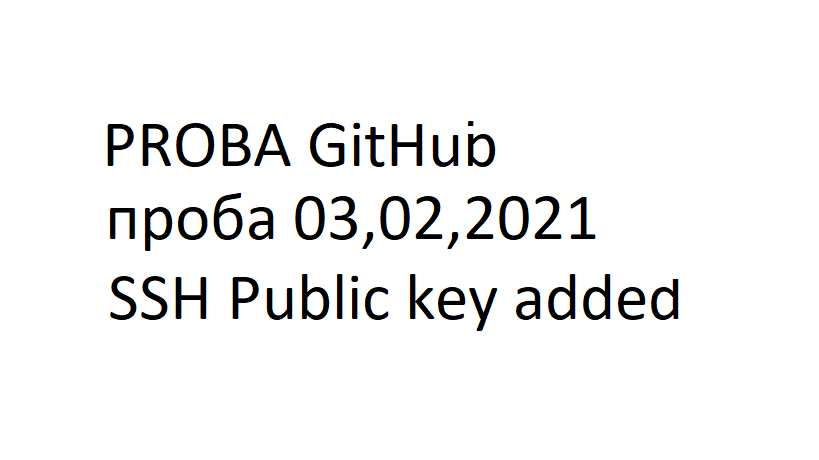 PROBA GitHub
проба 03,02,2021
SSH Public key added